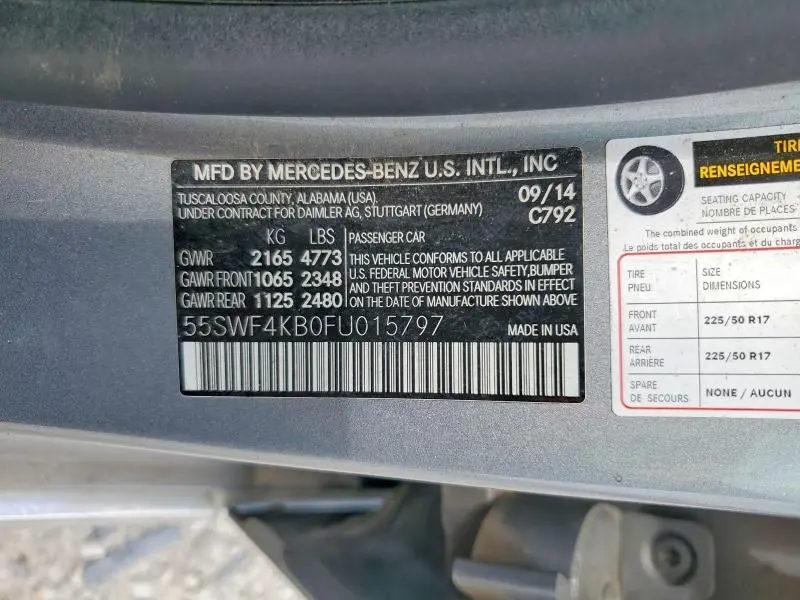 MFD BY MERCEDES-BENZ U.S. INTL., INC
TUSCALOOSA COUNTY, ALABAMA (USA). 09/14
UNDER CONTRACT FOR DAIMLER AG, STUTTGART (GERMANY) C792
KG LBS PASSENGER CAR
GVWR 2165 4773 THIS VEHICLE CONFORMS TO ALL APPLICABLE
U.S. FEDERAL MOTOR VEHICLE SAFETY, BUMPER
GAWR FRONT 1065 2348 AND THEFT PREVENTION STANDARDS IN EFFECT
GAWR REAR 1125 2480 ON THE DATE OF MANUFACTURE SHOWN ABOVE
55SWF4KB0FU015797 MADE IN USA
TIRE
RENSEIGNEME
SEATING CAPACITY
NOMBRE DE PLACES
The combined weight of occupants
Le poids total des occupants et du charg
TIRE SIZE
PNEU DIMENSIONS
FRONT
AVANT 225/50 R17
REAR
ARRIÈRE 225/50 R17
SPARE
DE SECOURS NONE / AUCUN